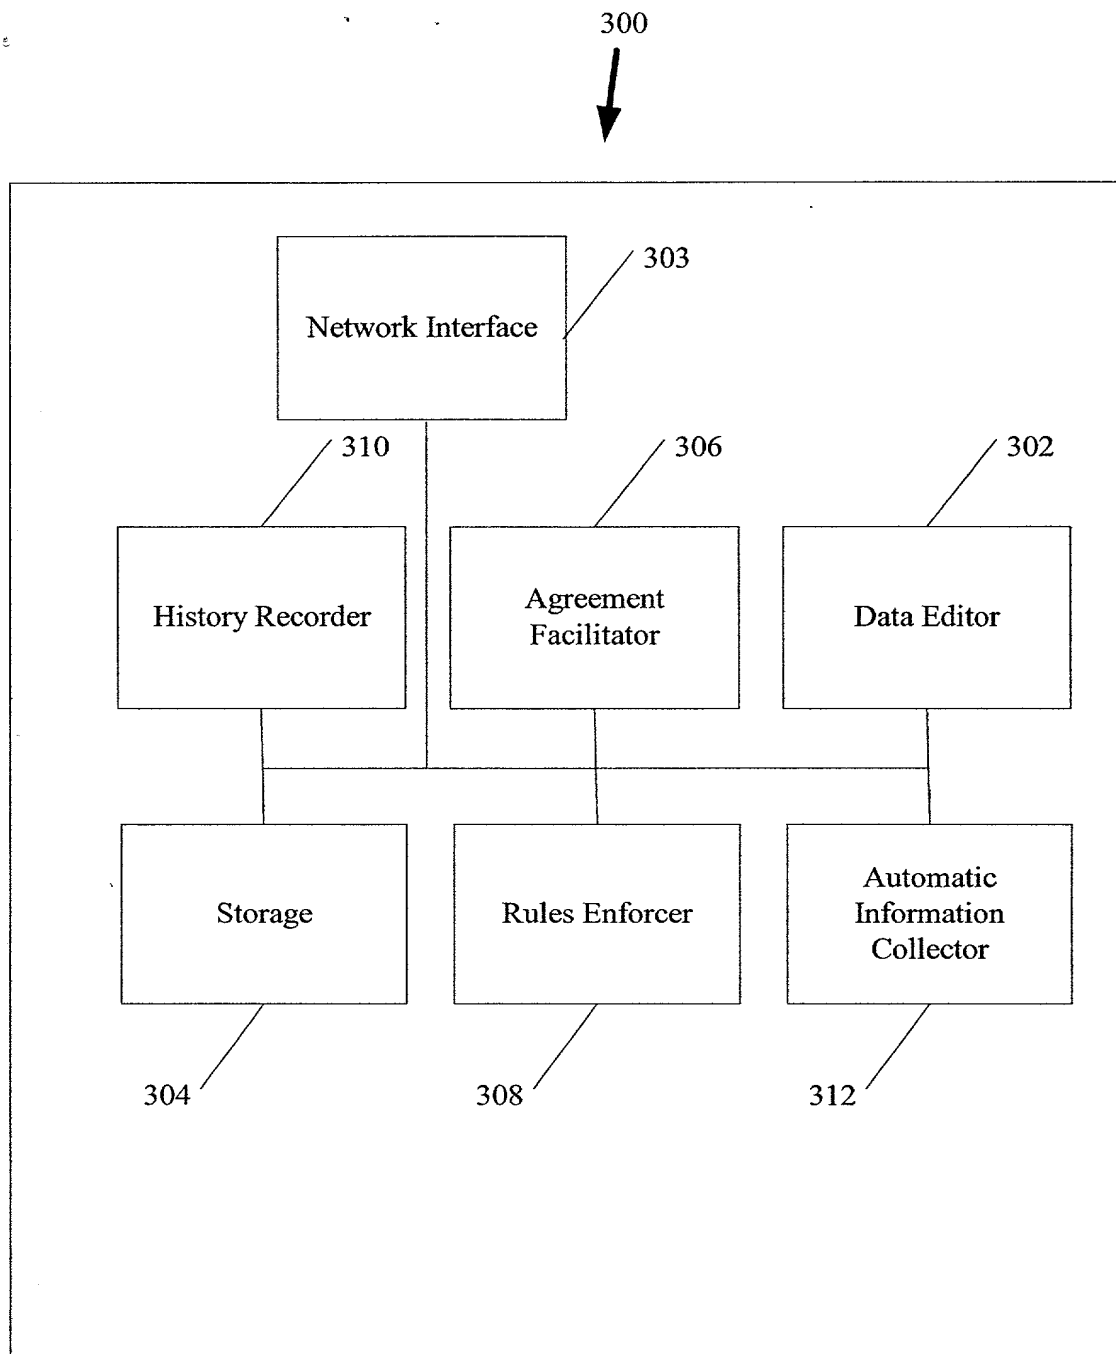 300
303
Network Interface
310
306
302
History Recorder
Agreement
Facilitator
Data Editor
Storage
Rules Enforcer
Automatic
Information
Collector
304
308
312